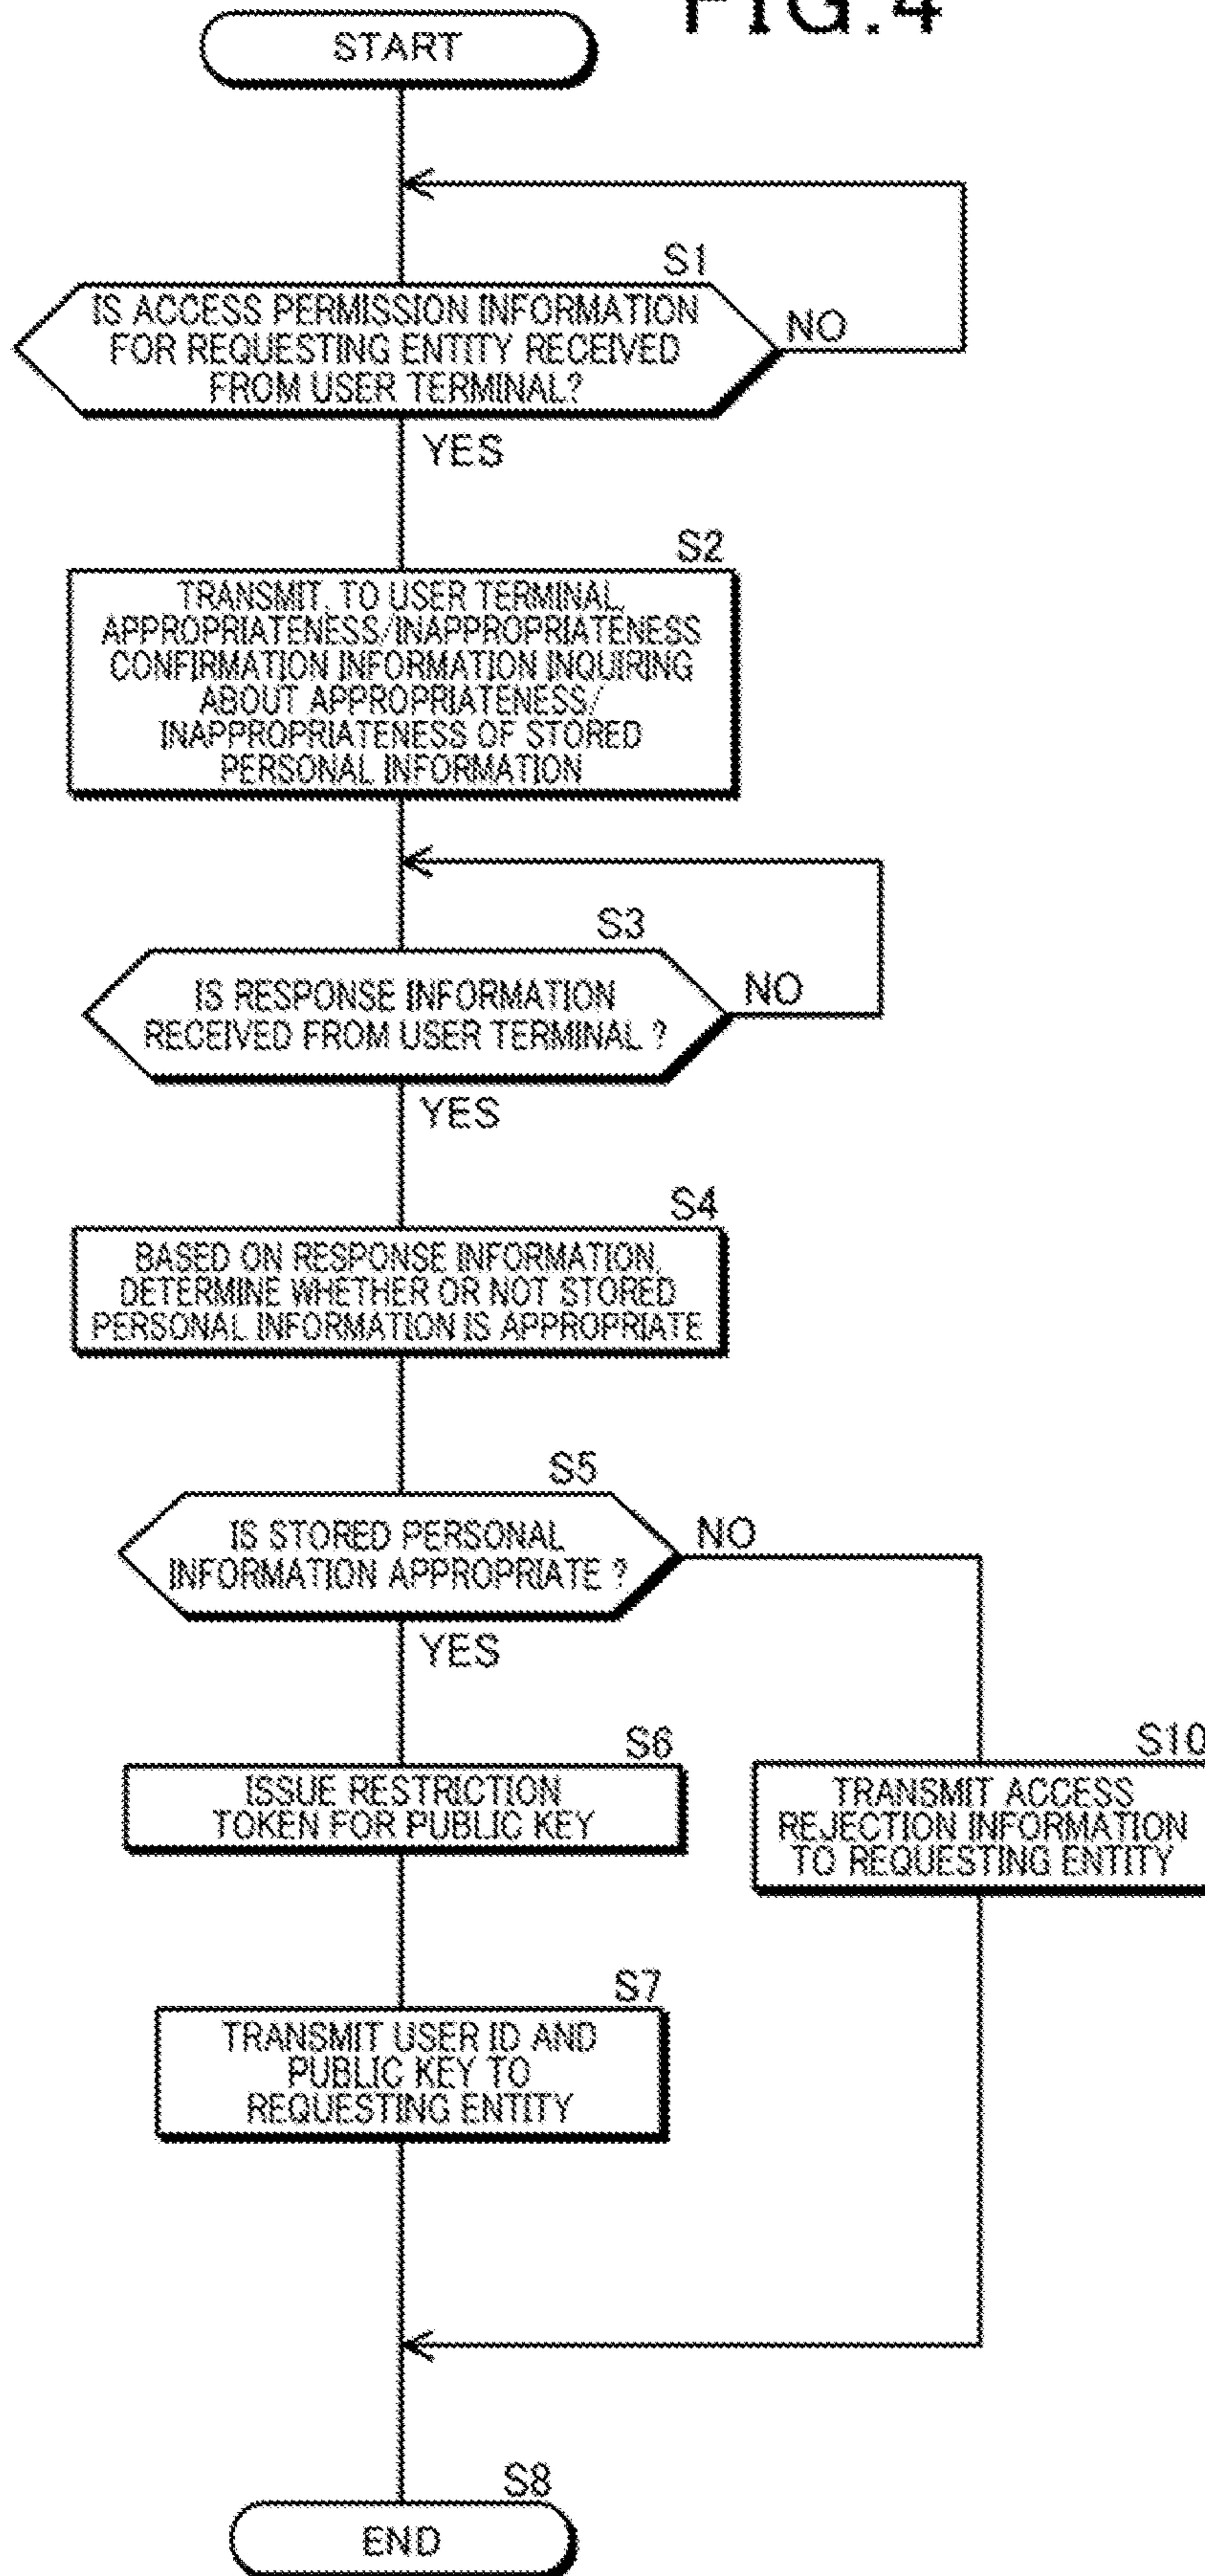 FIG.4
START
S1
IS ACCESS PERMISSION INFORMATION
FOR REQUESTING ENTITY RECEIVED
FROM USER TERMINAL?
NO
YES
S2
TRANSMIT, TO USER TERMINAL,
APPROPRIATENESS/INAPPROPRIATENESS
CONFIRMATION INFORMATION INQUIRING
ABOUT APPROPRIATENESS/
INAPPROPRIATENESS OF STORED
PERSONAL INFORMATION
S3
IS RESPONSE INFORMATION
RECEIVED FROM USER TERMINAL ?
NO
YES
S4
BASED ON RESPONSE INFORMATION,
DETERMINE WHETHER OR NOT STORED
PERSONAL INFORMATION IS APPROPRIATE
S5
IS STORED PERSONAL
INFORMATION APPROPRIATE ?
NO
YES
S6
ISSUE RESTRICTION
TOKEN FOR PUBLIC KEY
S10
TRANSMIT ACCESS
REJECTION INFORMATION
TO REQUESTING ENTITY
S7
TRANSMIT USER ID AND
PUBLIC KEY TO
REQUESTING ENTITY
S8
END